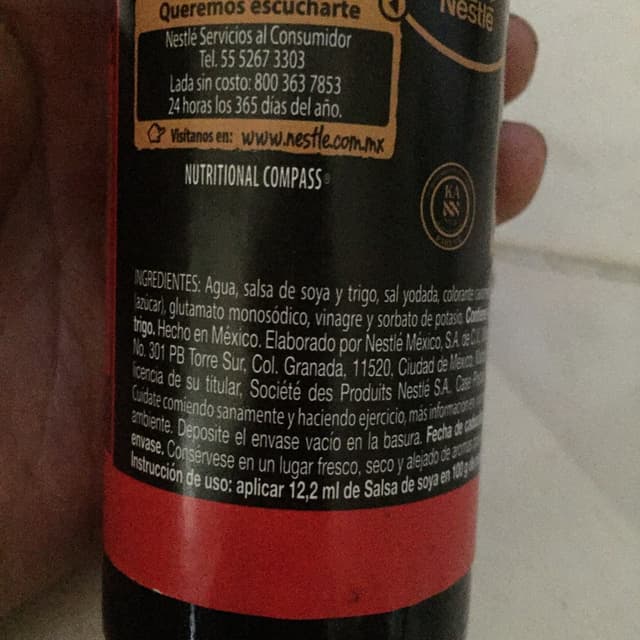 Queremos escucharte
Nestlé
Nestlé Servicios al Consumidor
Tel. 55 5267 3303
Lada sin costo: 800 363 7853
24 horas los 365 días del año.
Visítanos en: www.nestle.com.mx
NUTRITIONAL COMPASS®
KA
INGREDIENTES: Agua, salsa de soya y trigo, sal yodada, colorante
(azúcar), glutamato monosódico, vinagre y sorbato de potasio.
trigo. Hecho en México. Elaborado por Nestlé México, S.A. de C.V.
No. 301 PB Torre Sur, Col. Granada, 11520, Ciudad de México,
licencia de su titular, Société des Produits Nestlé S.A.
Cuídate comiendo sanamente y haciendo ejercicio, más información en
ambiente. Deposite el envase vacío en la basura. Fecha de
envase. Consérvese en un lugar fresco, seco y alejado de
Instrucción de uso: aplicar 12,2 ml de Salsa de soya en 100 g